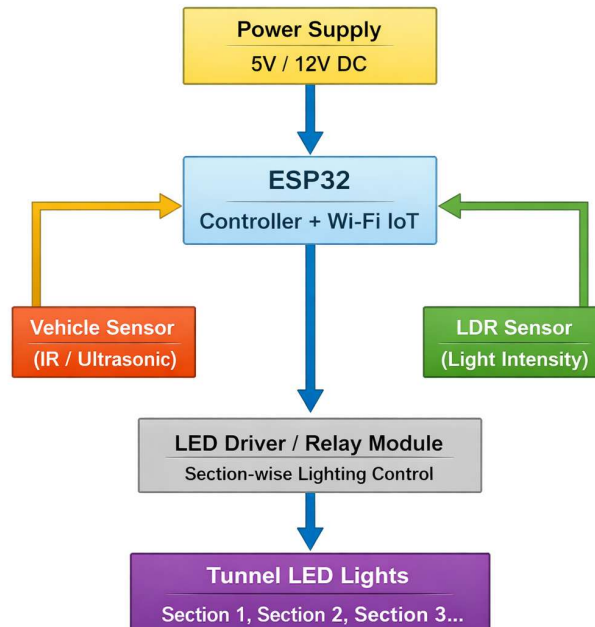 Power Supply
5V / 12V DC
ESP32
Controller + Wi-Fi IoT
Vehicle Sensor
(IR / Ultrasonic)
LDR Sensor
(Light Intensity)
LED Driver / Relay Module
Section-wise Lighting Control
Tunnel LED Lights
Section 1, Section 2, Section 3...